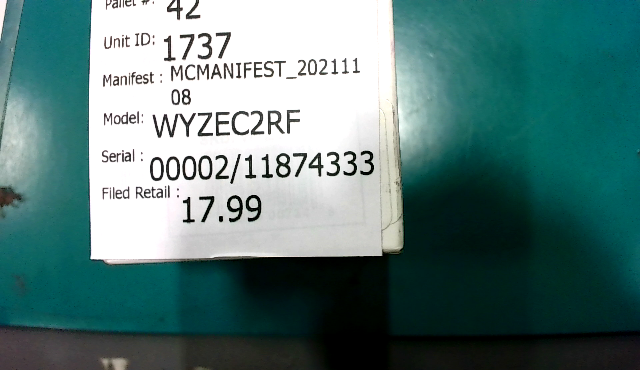 Pallet #: 42
Unit ID: 1737
Manifest : MCMANIFEST_202111
08
Model: WYZEC2RF
Serial : 00002/11874333
Filed Retail : 17.99